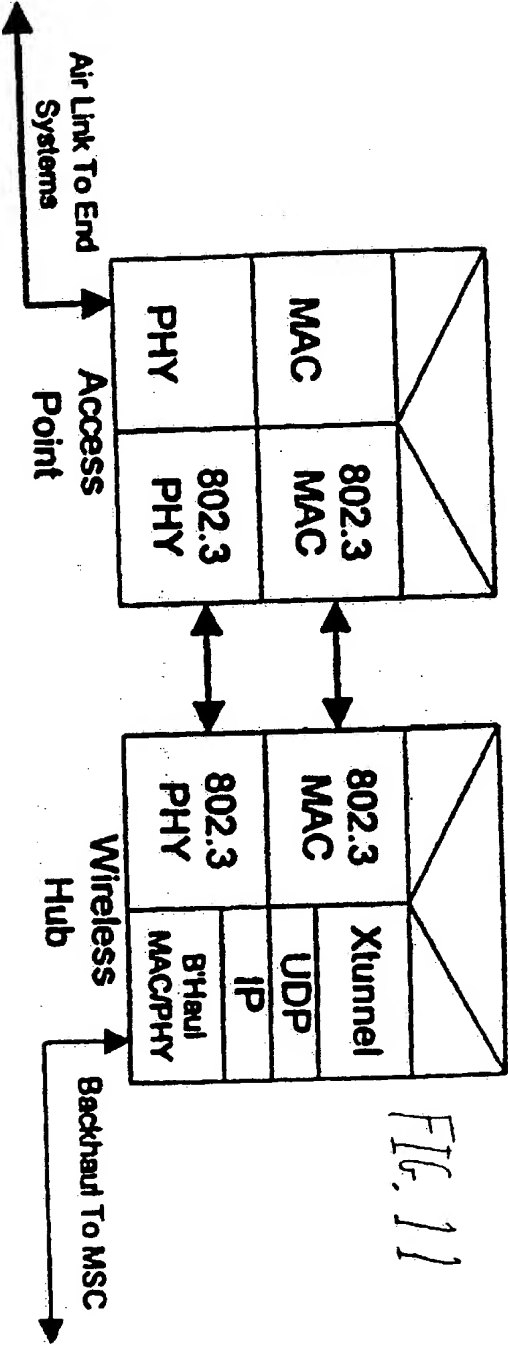 MAC
802.3
MAC
PHY
802.3
PHY
Access
Point
Air Link To End
Systems
802.3
MAC
Xtunnel
UDP
IP
802.3
PHY
B'Haul
MAC/PHY
Wireless
Hub
Backhaul To MSC
FIG. 11